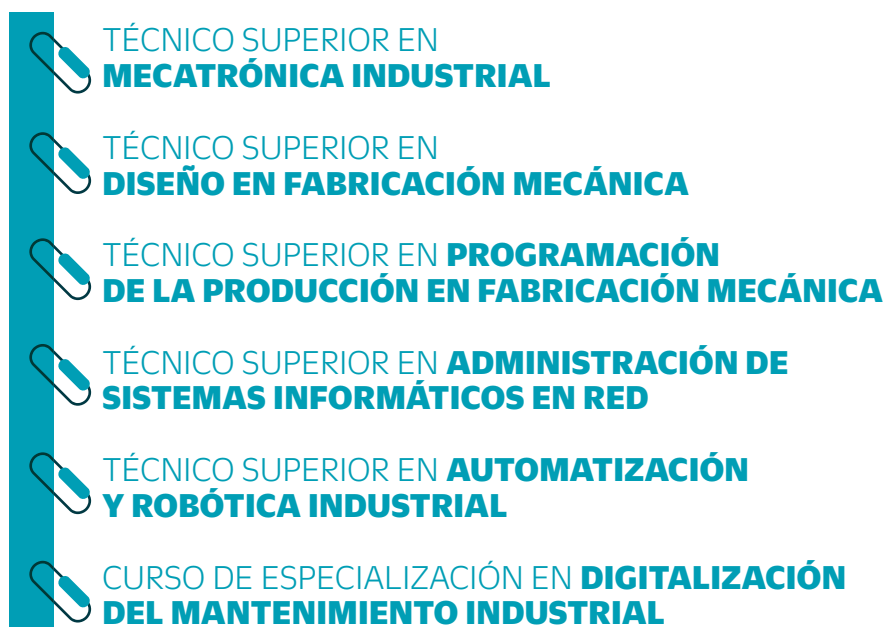 TÉCNICO SUPERIOR EN
MECATRÓNICA INDUSTRIAL
TÉCNICO SUPERIOR EN
DISEÑO EN FABRICACIÓN MECÁNICA
TÉCNICO SUPERIOR EN PROGRAMACIÓN
DE LA PRODUCCIÓN EN FABRICACIÓN MECÁNICA
TÉCNICO SUPERIOR EN ADMINISTRACIÓN DE
SISTEMAS INFORMÁTICOS EN RED
TÉCNICO SUPERIOR EN AUTOMATIZACIÓN
Y ROBÓTICA INDUSTRIAL
CURSO DE ESPECIALIZACIÓN EN DIGITALIZACIÓN
DEL MANTENIMIENTO INDUSTRIAL